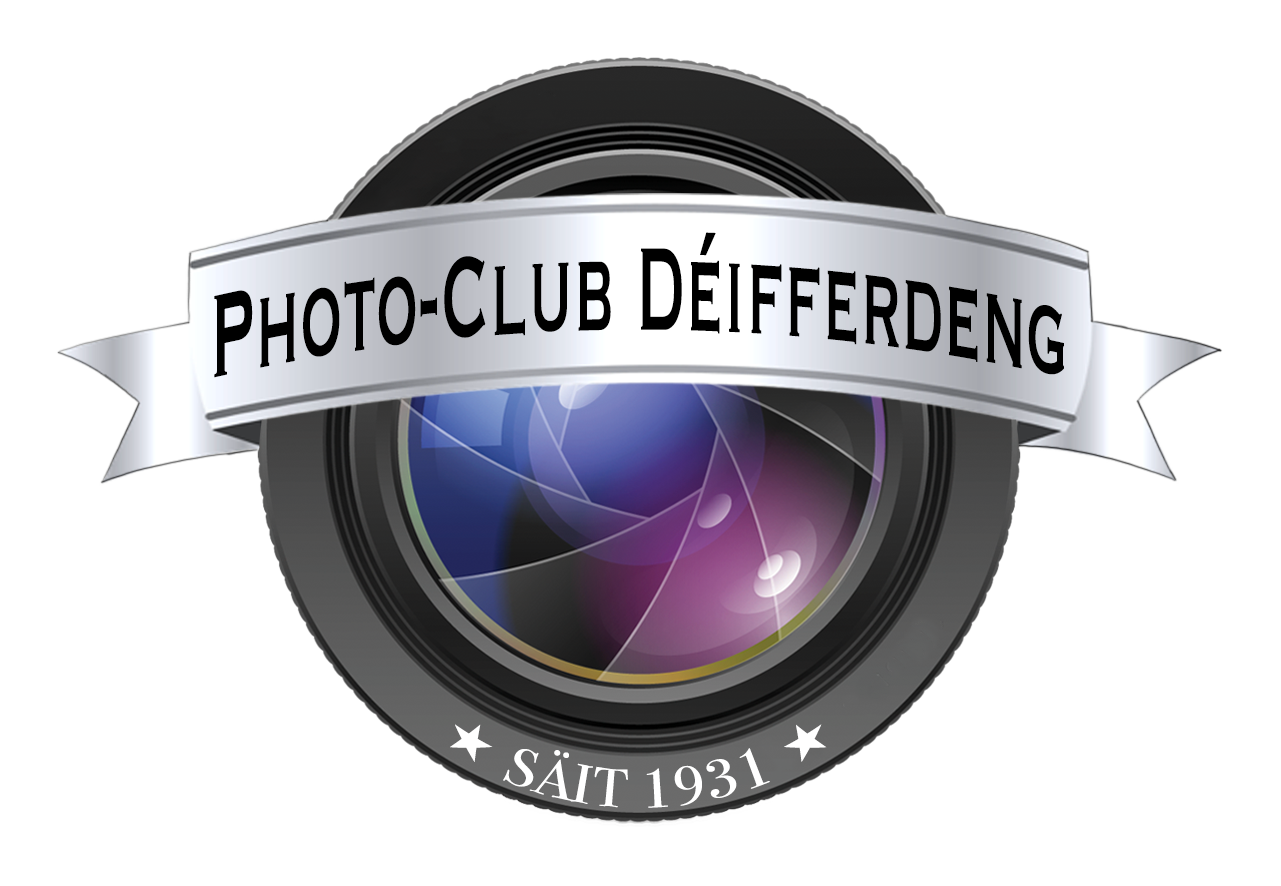 PHOTO-CLUB DÉIFFERDENG
★ SÄIT 1931 ★